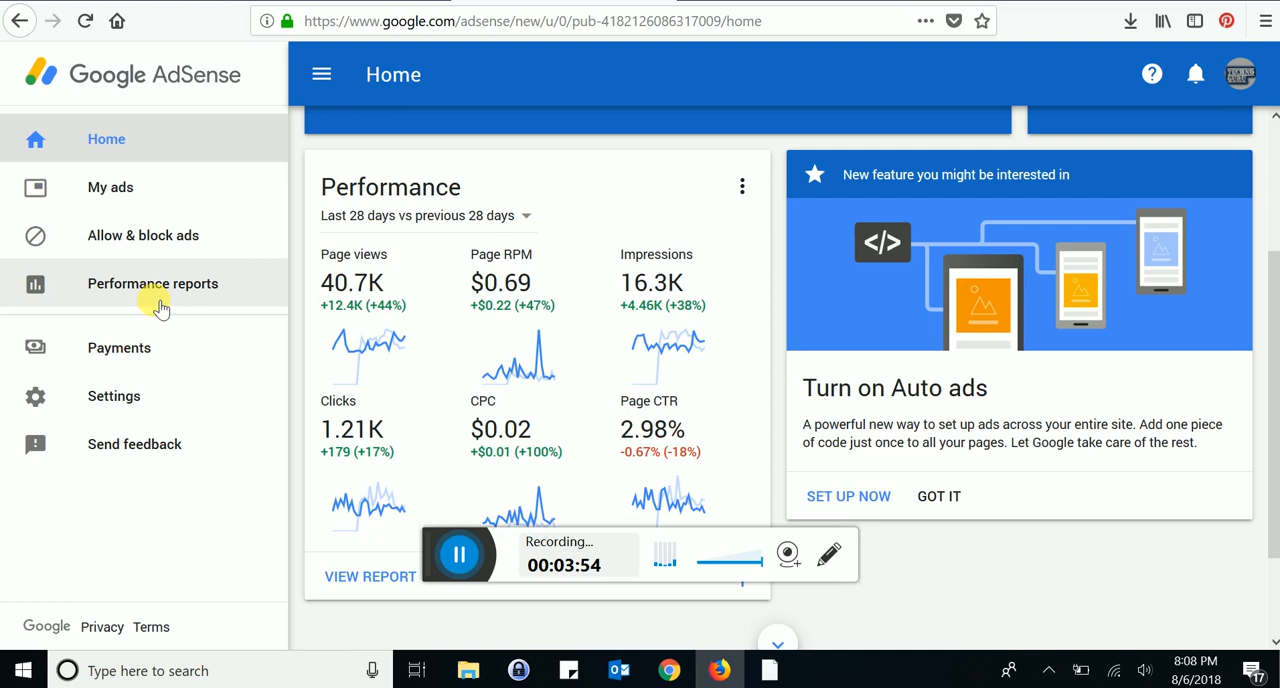 https://www.google.com/adsense/new/u/0/pub-4182126086317009/home
Google AdSense
Home
Home
My ads
Allow & block ads
Performance reports
Payments
Settings
Send feedback
Google Privacy Terms
Performance
Last 28 days vs previous 28 days
Page views
40.7K
+12.4K (+44%)
Page RPM
$0.69
+$0.22 (+47%)
Impressions
16.3K
+4.46K (+38%)
Clicks
1.21K
+179 (+17%)
CPC
$0.02
+$0.01 (+100%)
Page CTR
2.98%
-0.67% (-18%)
VIEW REPORT
New feature you might be interested in
</>
Turn on Auto ads
A powerful new way to set up ads across your entire site. Add one piece
of code just once to all your pages. Let Google take care of the rest.
SET UP NOW GOT IT
Recording...
00:03:54
Type here to search
8:08 PM
8/6/2018
17